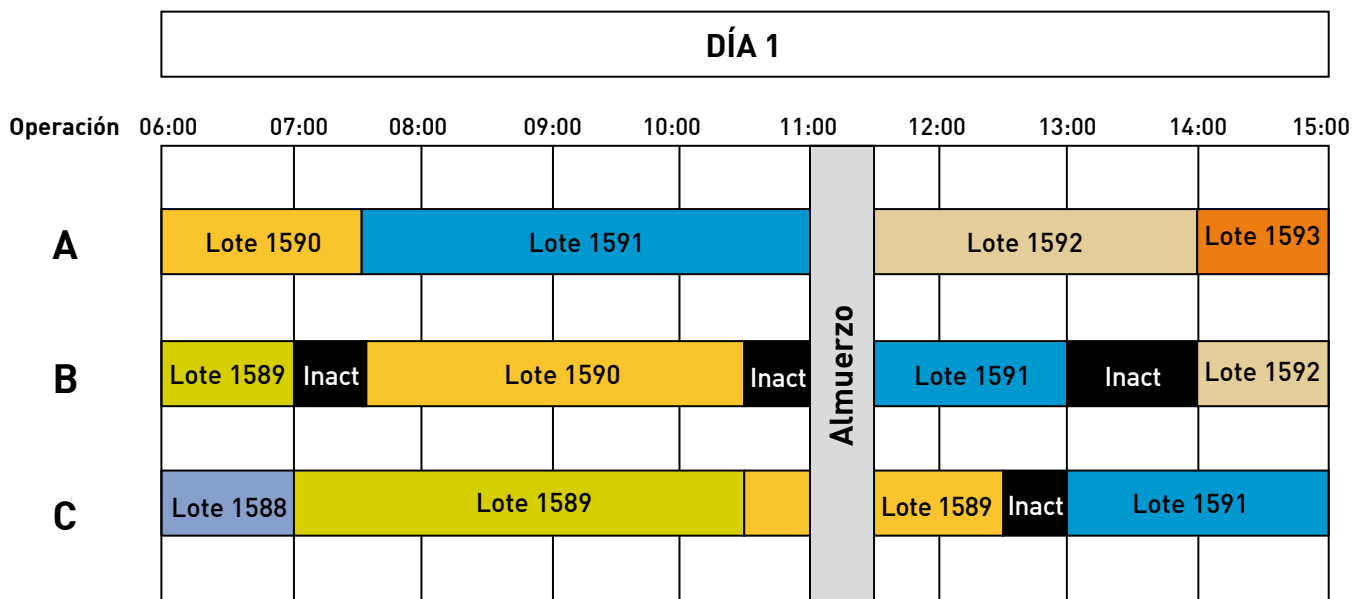 DÍA 1
Operación 06:00 07:00 08:00 09:00 10:00 11:00 12:00 13:00 14:00 15:00
A Lote 1590 Lote 1591 Lote 1592 Lote 1593
Almuerzo
B Lote 1589 Inact Lote 1590 Inact Lote 1591 Inact Lote 1592
C Lote 1588 Lote 1589 Lote 1589 Inact Lote 1591